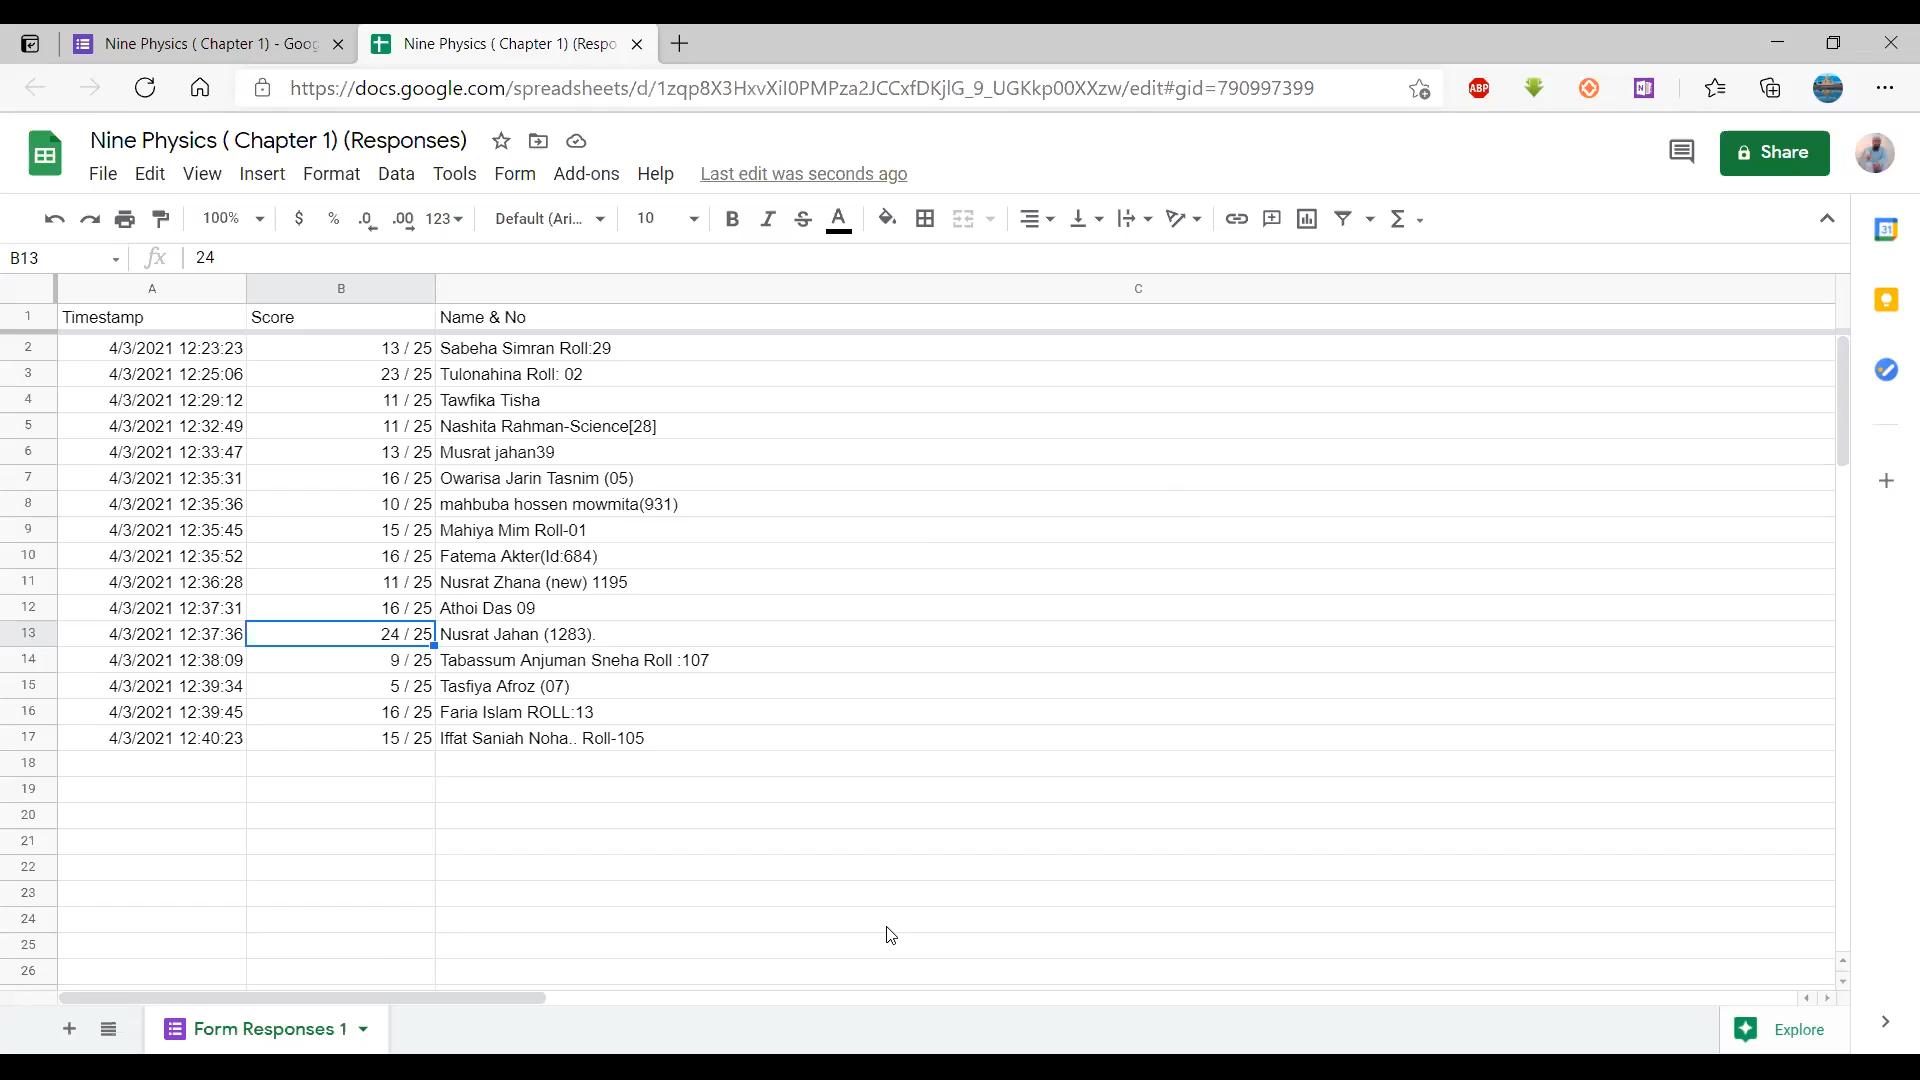 Nine Physics ( Chapter 1) - Goog
Nine Physics ( Chapter 1) (Respo
https://docs.google.com/spreadsheets/d/1zqp8X3HxvXiI0PMPza2JCCxfDKjlG_9_UGKkp00XXzw/edit#gid=790997399
ABP
Nine Physics ( Chapter 1) (Responses)
File Edit View Insert Format Data Tools Form Add-ons Help Last edit was seconds ago
Share
100% $ % .0 .00 123 Default (Ari... 10 B I S A Σ
31
B13 fx 24
A B C
1 Timestamp Score Name & No
2 4/3/2021 12:23:23 13 / 25 Sabeha Simran Roll:29
3 4/3/2021 12:25:06 23 / 25 Tulonahina Roll: 02
4 4/3/2021 12:29:12 11 / 25 Tawfika Tisha
5 4/3/2021 12:32:49 11 / 25 Nashita Rahman-Science[28]
6 4/3/2021 12:33:47 13 / 25 Musrat jahan39
7 4/3/2021 12:35:31 16 / 25 Owarisa Jarin Tasnim (05)
8 4/3/2021 12:35:36 10 / 25 mahbuba hossen mowmita(931)
9 4/3/2021 12:35:45 15 / 25 Mahiya Mim Roll-01
10 4/3/2021 12:35:52 16 / 25 Fatema Akter(Id:684)
11 4/3/2021 12:36:28 11 / 25 Nusrat Zhana (new) 1195
12 4/3/2021 12:37:31 16 / 25 Athoi Das 09
13 4/3/2021 12:37:36 24 / 25 Nusrat Jahan (1283).
14 4/3/2021 12:38:09 9 / 25 Tabassum Anjuman Sneha Roll :107
15 4/3/2021 12:39:34 5 / 25 Tasfiya Afroz (07)
16 4/3/2021 12:39:45 16 / 25 Faria Islam ROLL:13
17 4/3/2021 12:40:23 15 / 25 Iffat Saniah Noha.. Roll-105
18
19
20
21
22
23
24
25
26
Form Responses 1
Explore